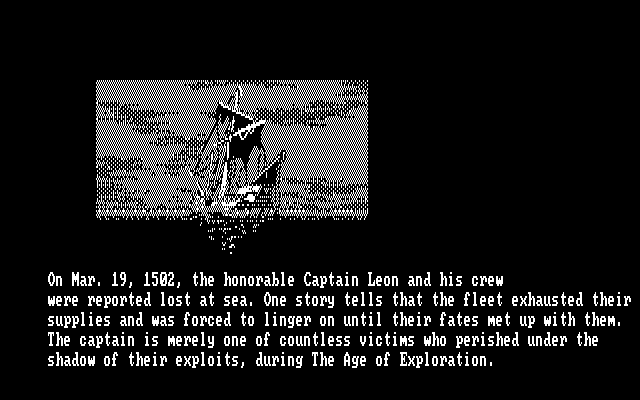 On Mar. 19, 1502, the honorable Captain Leon and his crew
were reported lost at sea. One story tells that the fleet exhausted their
supplies and was forced to linger on until their fates met up with them.
The captain is merely one of countless victims who perished under the
shadow of their exploits, during The Age of Exploration.